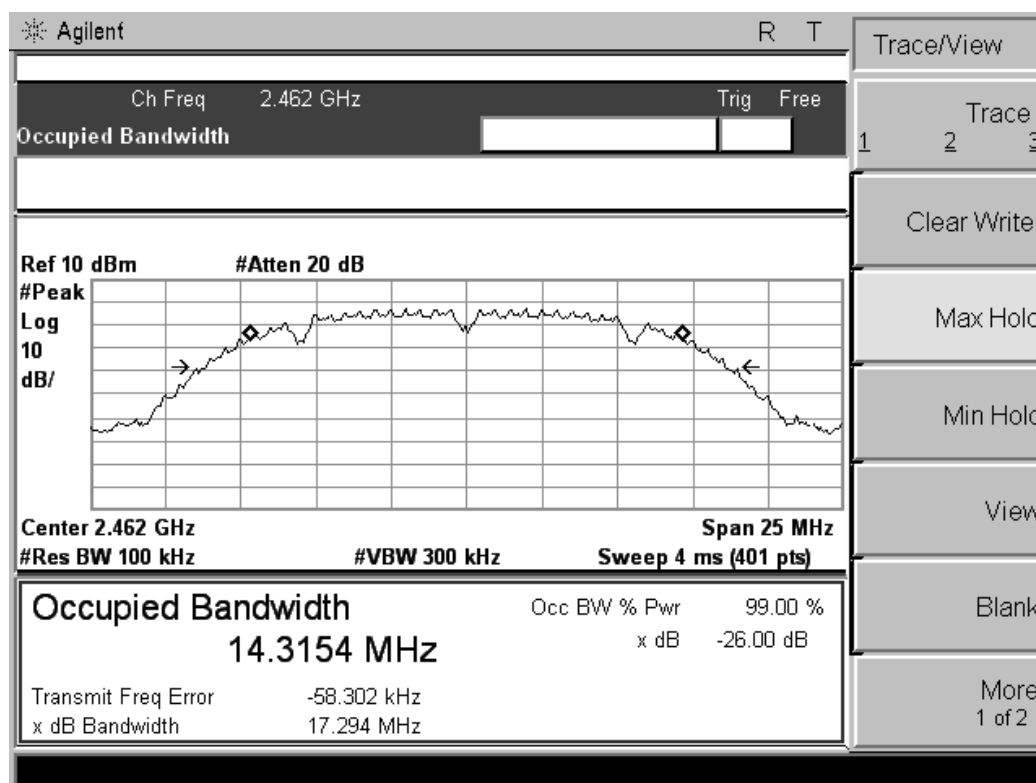 Agilent R T
Trace/View
Ch Freq 2.462 GHz Trig Free
Occupied Bandwidth
Trace
1 2 3
Clear Write
Max Hold
Ref 10 dBm #Atten 20 dB
#Peak
Log
10
dB/
Min Hold
View
Center 2.462 GHz Span 25 MHz
#Res BW 100 kHz #VBW 300 kHz Sweep 4 ms (401 pts)
Occupied Bandwidth
14.3154 MHz
Occ BW % Pwr 99.00 %
x dB -26.00 dB
Transmit Freq Error -58.302 kHz
x dB Bandwidth 17.294 MHz
Blank
More
1 of 2